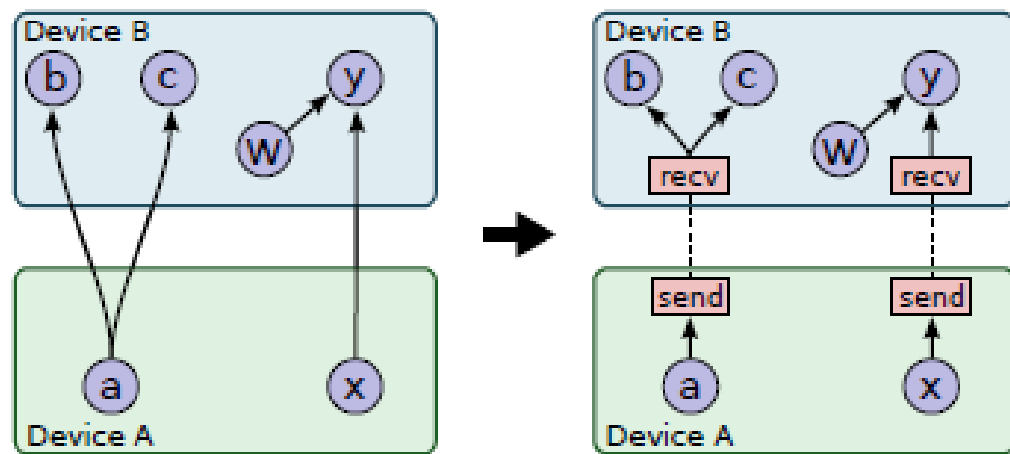 Device B
b c y
W
a x
Device A
Device B
b c y
W
recv recv
send send
a x
Device A